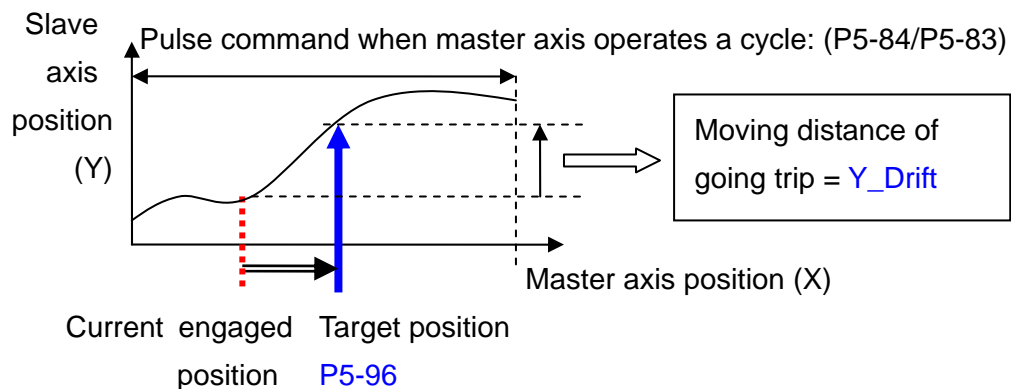 Slave
axis
position
(Y)
Pulse command when master axis operates a cycle: (P5-84/P5-83)
Moving distance of
going trip = Y_Drift
Master axis position (X)
Current engaged
position
Target position
P5-96